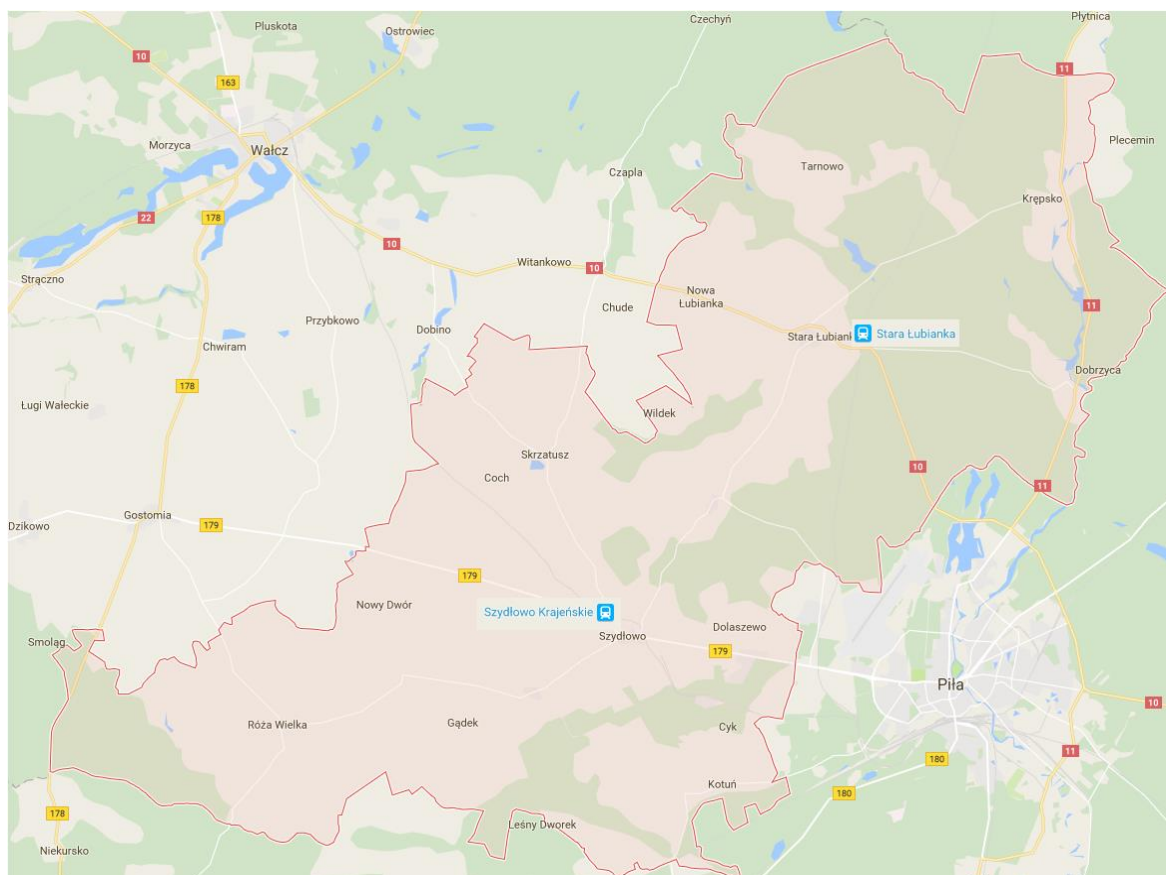 Pluskota
Ostrowiec
Czechyń
Płytnica
10
163
11
Morzyca
Wałcz
Plecemin
Czapla
Tarnowo
Krępsko
22
178
10
Witankowo
10
Strączno
Nowa
Łubianka
Chude
11
Przybkowo
Dobino
Stara Łubiank
Stara Łubianka
Chwiram
178
Dobrzyca
Ługi Wałeckie
Wildek
Skrzatusz
10
Coch
11
Gostomia
Dzikowo
179
179
Nowy Dwór
Szydłowo Krajeńskie
Szydłowo
Dolaszewo
Smoląg
179
Piła
10
Róża Wielka
Gądek
Cyk
11
180
Kotuń
180
178
Leśny Dworek
Niekursko